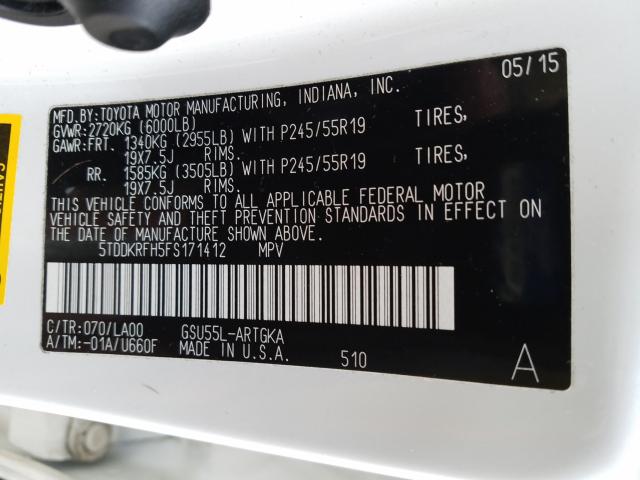 05/15
MFD.BY:TOYOTA MOTOR MANUFACTURING, INDIANA, INC.
GVWR:2720KG (6000LB)
GAWR:FRT. 1340KG (2955LB) WITH P245/55R19 TIRES,
19X7.5J RIMS.
RR. 1585KG (3505LB) WITH P245/55R19 TIRES,
19X7.5J RIMS.
THIS VEHICLE CONFORMS TO ALL APPLICABLE FEDERAL MOTOR
VEHICLE SAFETY AND THEFT PREVENTION STANDARDS IN EFFECT ON
THE DATE OF MANUFACTURE SHOWN ABOVE.
5TDDKRFH5FS171412 MPV
C/TR:070/LA00 GSU55L-ARTGKA
A/TM:-01A/U660F MADE IN U.S.A. 510 A